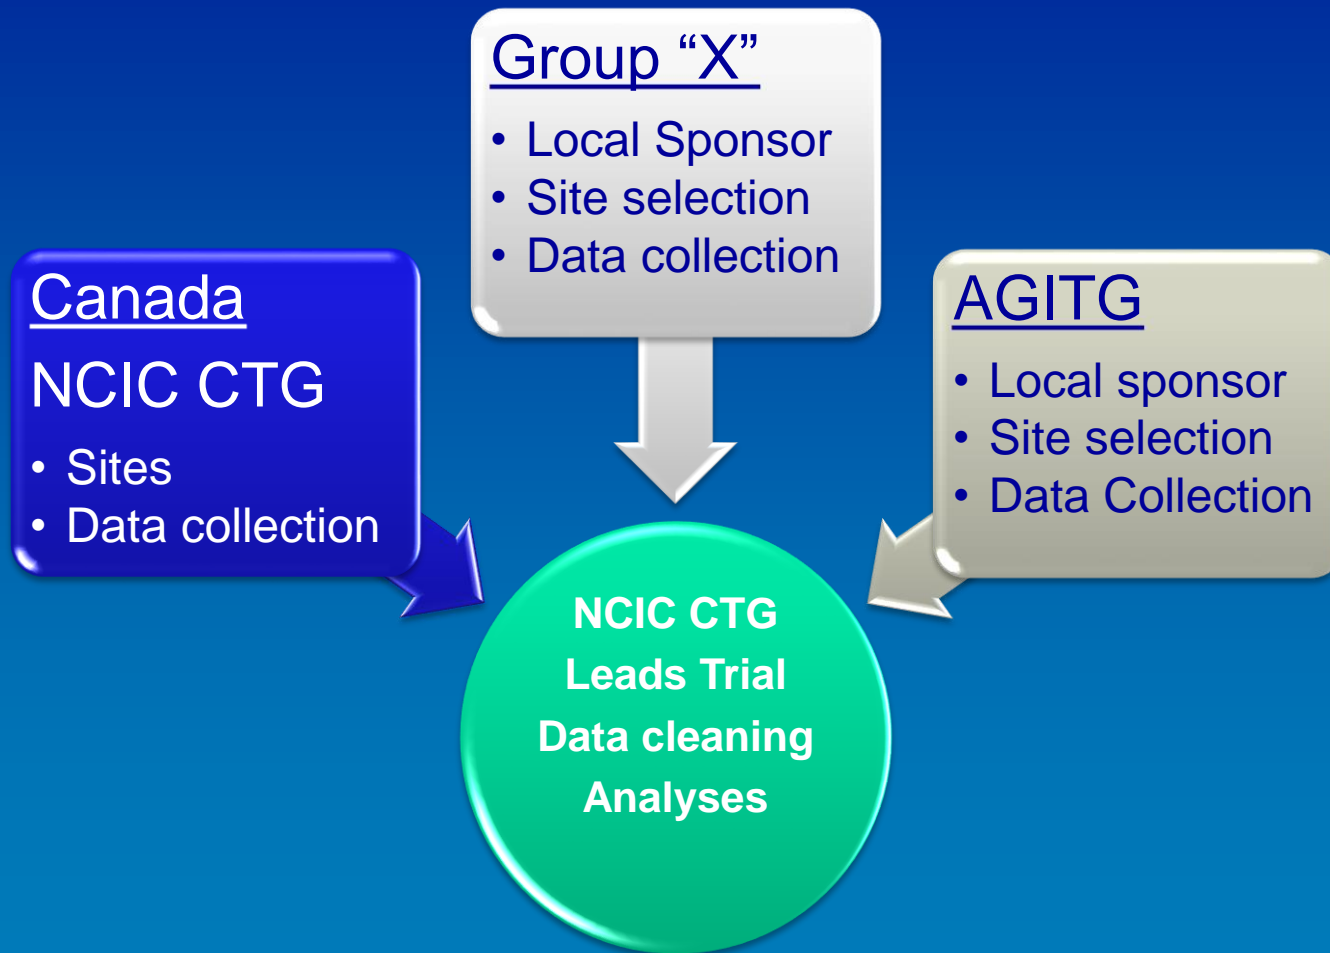 Group “X”
• Local Sponsor
• Site selection
• Data collection
Canada
NCIC CTG
• Sites
• Data collection
AGITG
• Local sponsor
• Site selection
• Data Collection
NCIC CTG
Leads Trial
Data cleaning
Analyses